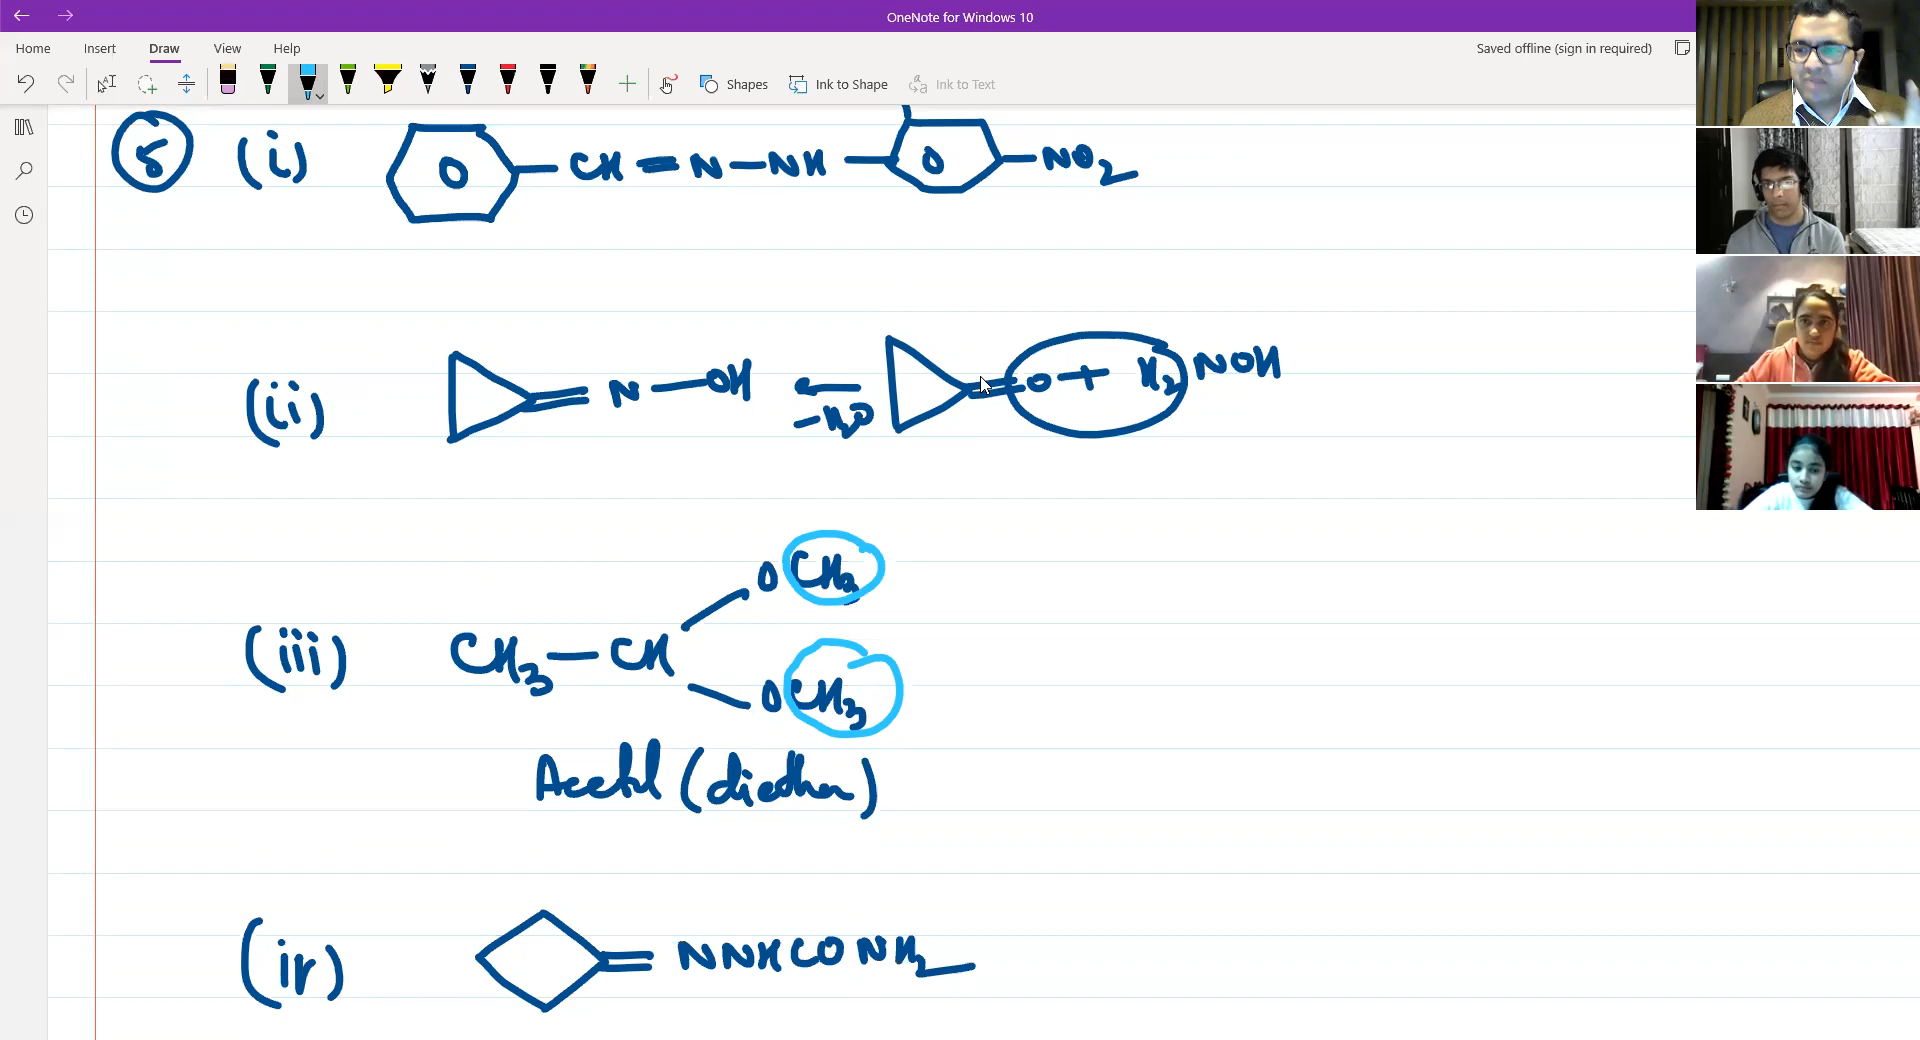 OneNote for Windows 10
Home Insert Draw View Help Saved offline (sign in required)
Shapes Ink to Shape Ink to Text
5 (i) O CH = N - NH O NO2
(ii) = N - OH ← -H2O = O + H2NOH
OCH3
(iii) CH3 - CH
OCH3
Acetal (diether)
(iv) = NNHCONH2